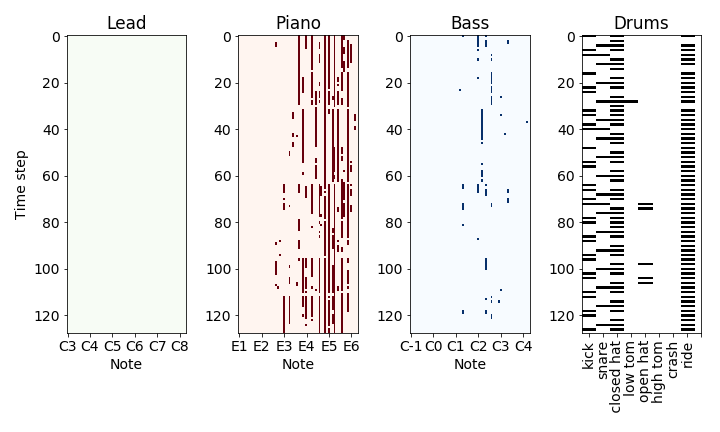 Lead Piano Bass Drums
0 0 0 0
20 20 20 20
40 40 40 40
60 60 60 60
80 80 80 80
100 100 100 100
120 120 120 120
Time step
C3 C4 C5 C6 C7 C8 E1 E2 E3 E4 E5 E6 C-1 C0 C1 C2 C3 C4
Note Note Note
kick
snare
closed hat
low tom
open hat
high tom
crash
ride